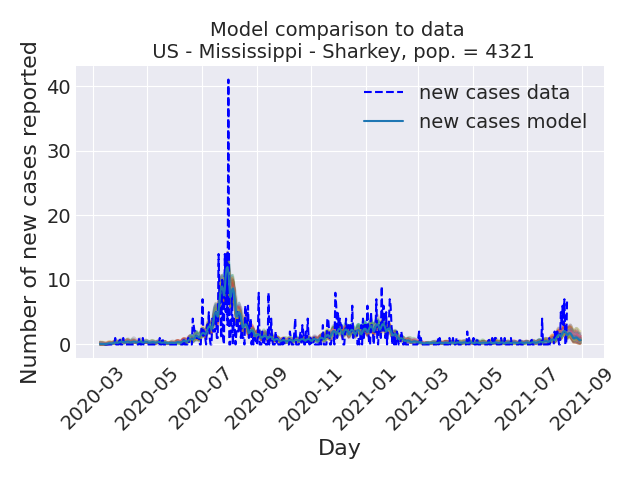 Model comparison to data
US - Mississippi - Sharkey, pop. = 4321
Number of new cases reported
40
30
20
10
0
new cases data
new cases model
2020-03
2020-05
2020-07
2020-09
2020-11
2021-01
2021-03
2021-05
2021-07
2021-09
Day